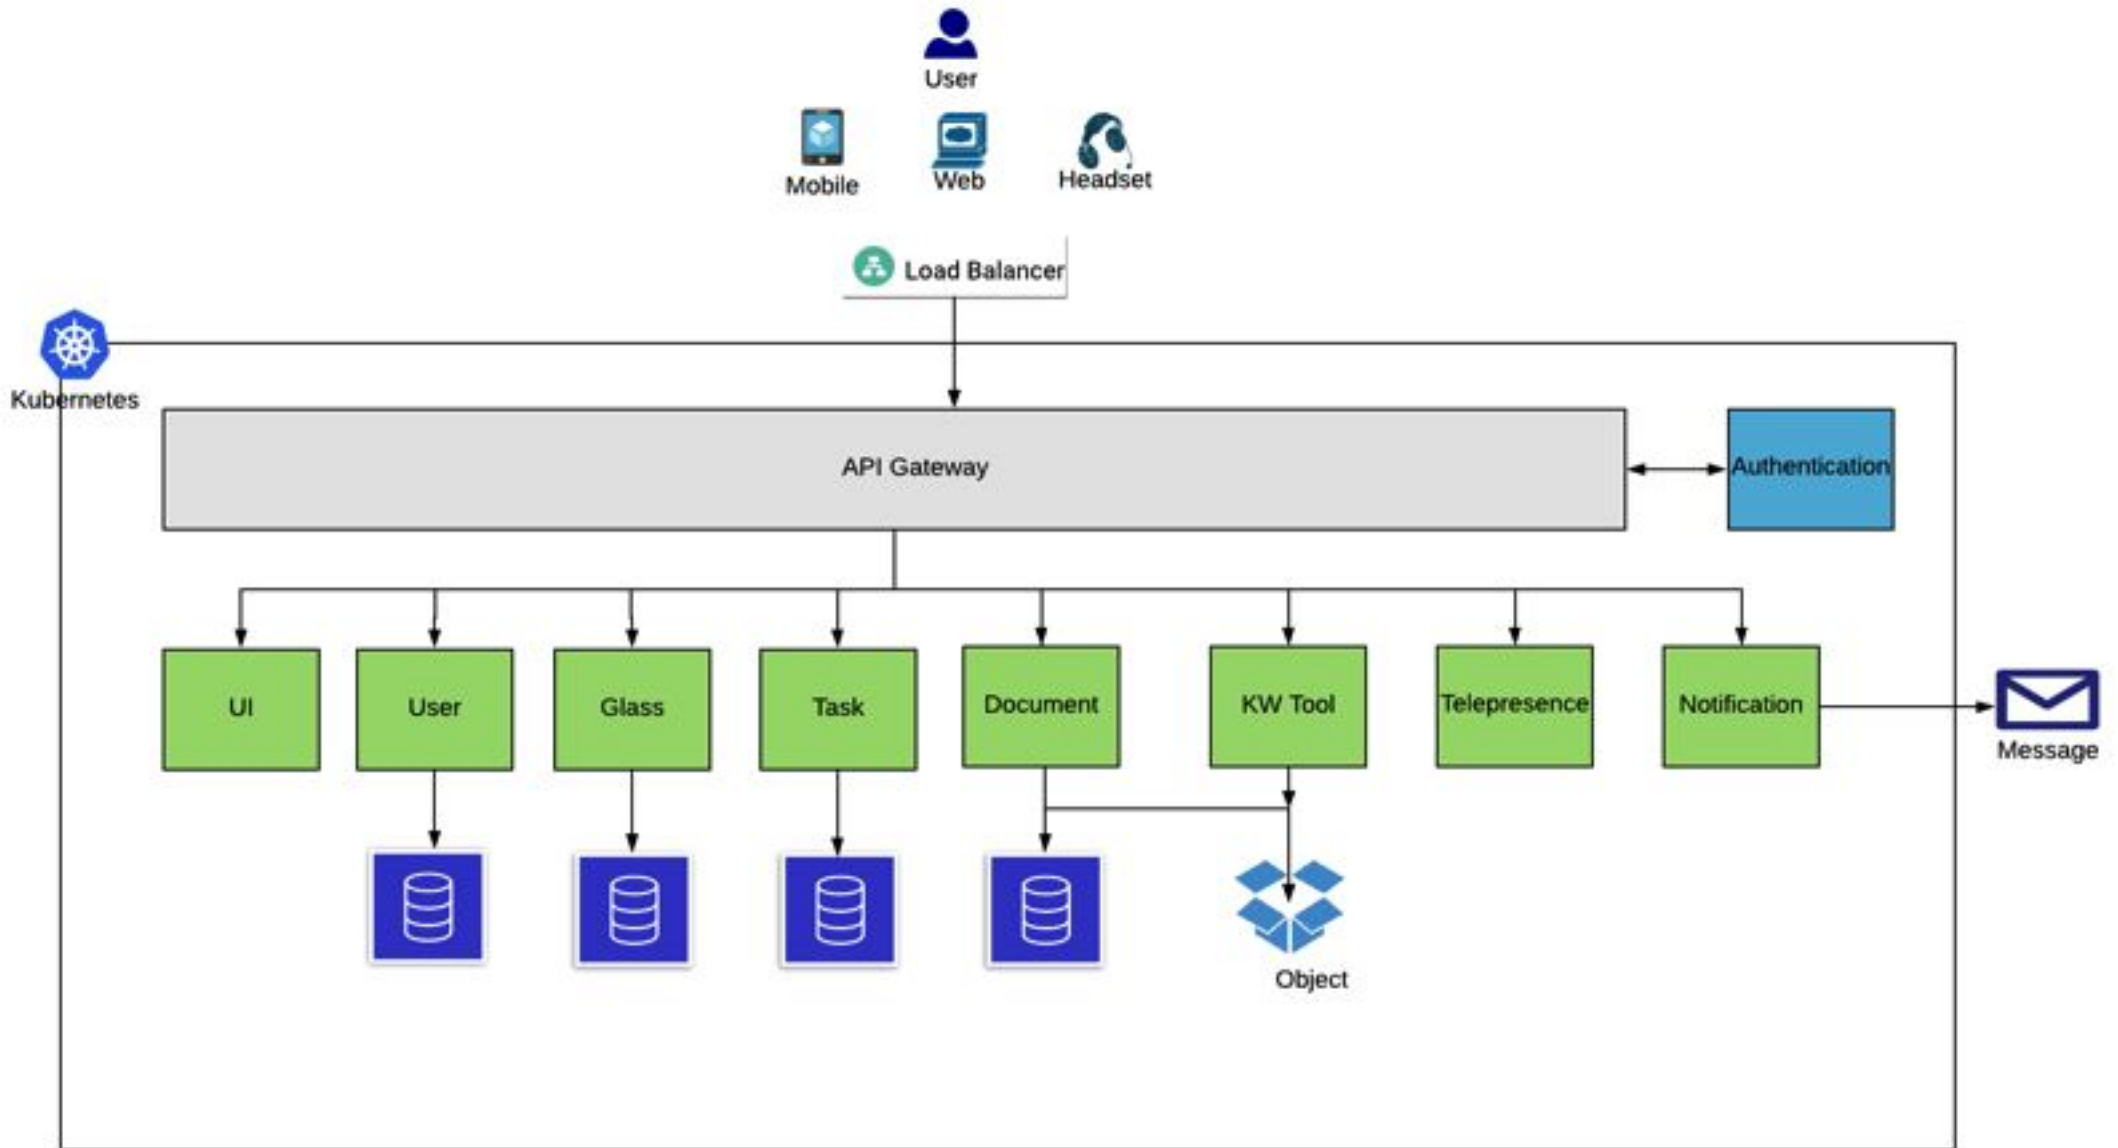 User
Mobile
Web
Headset
Load Balancer
Kubernetes
API Gateway
Authentication
UI
User
Glass
Task
Document
KW Tool
Telepresence
Notification
Message
Object